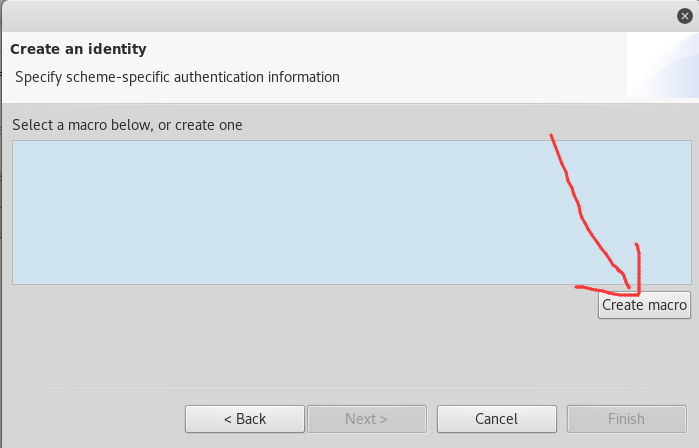 Create an identity
Specify scheme-specific authentication information
Select a macro below, or create one
Create macro
< Back
Next >
Cancel
Finish